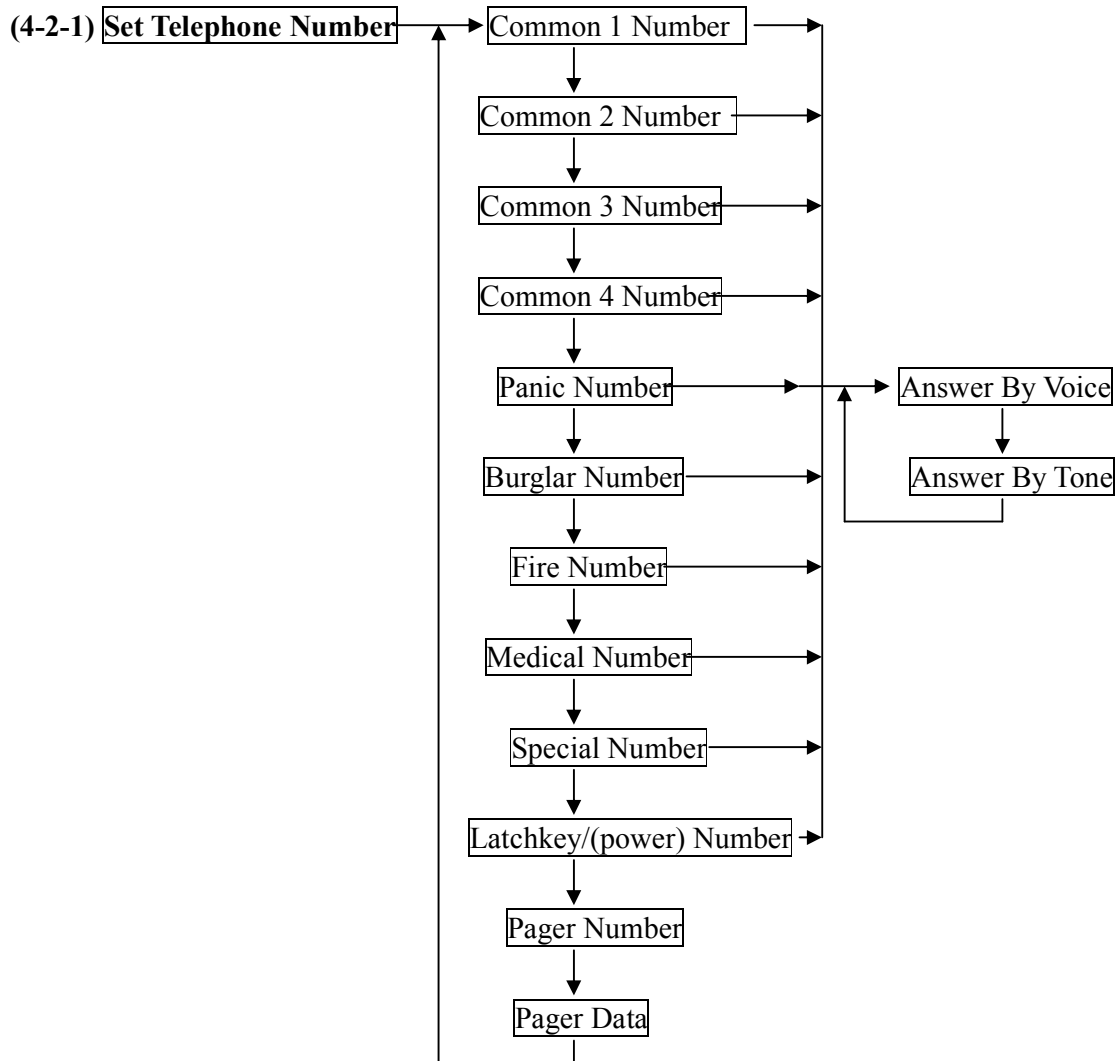 (4-2-1) Set Telephone Number
Common 1 Number
Common 2 Number
Common 3 Number
Common 4 Number
Panic Number
Answer By Voice
Burglar Number
Answer By Tone
Fire Number
Medical Number
Special Number
Latchkey/(power) Number
Pager Number
Pager Data